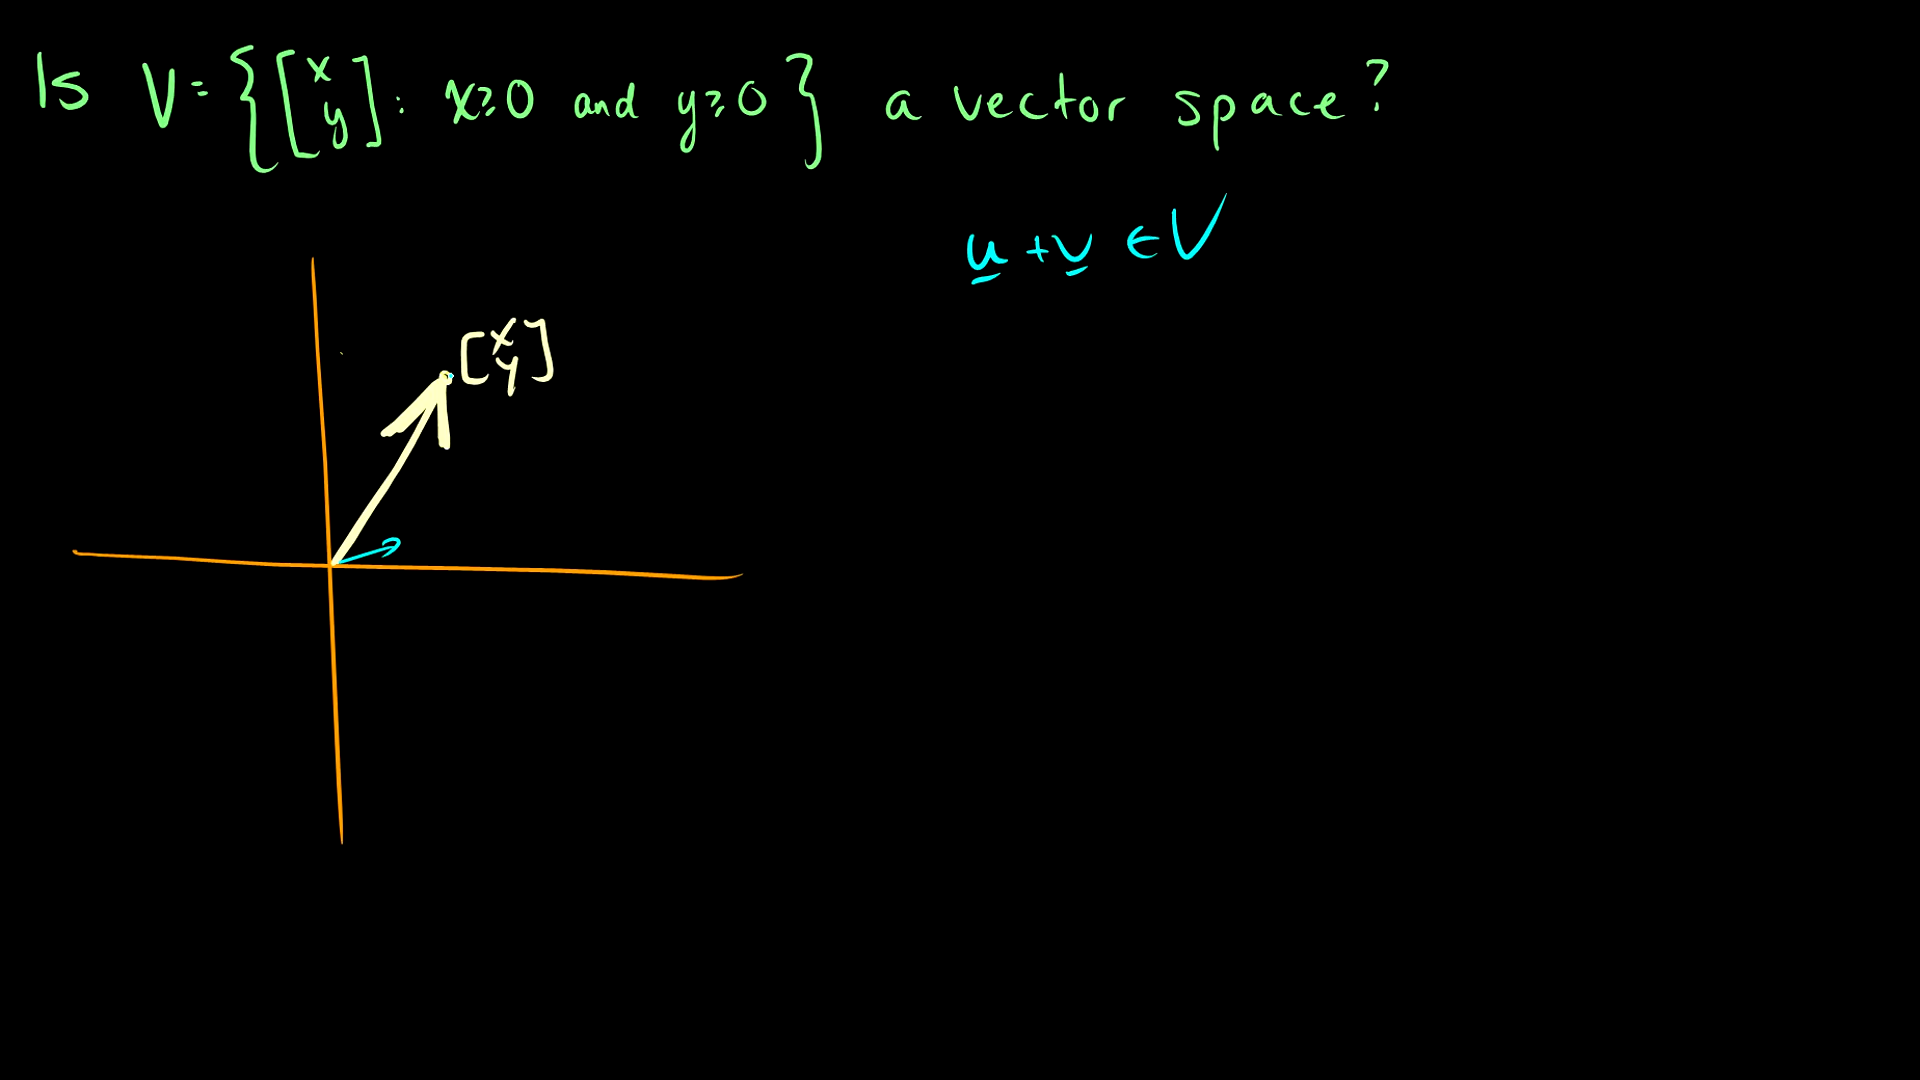 Is V = { [x y] : x ≥ 0 and y ≥ 0 } a vector space?
u + v ∈ V
[x y]